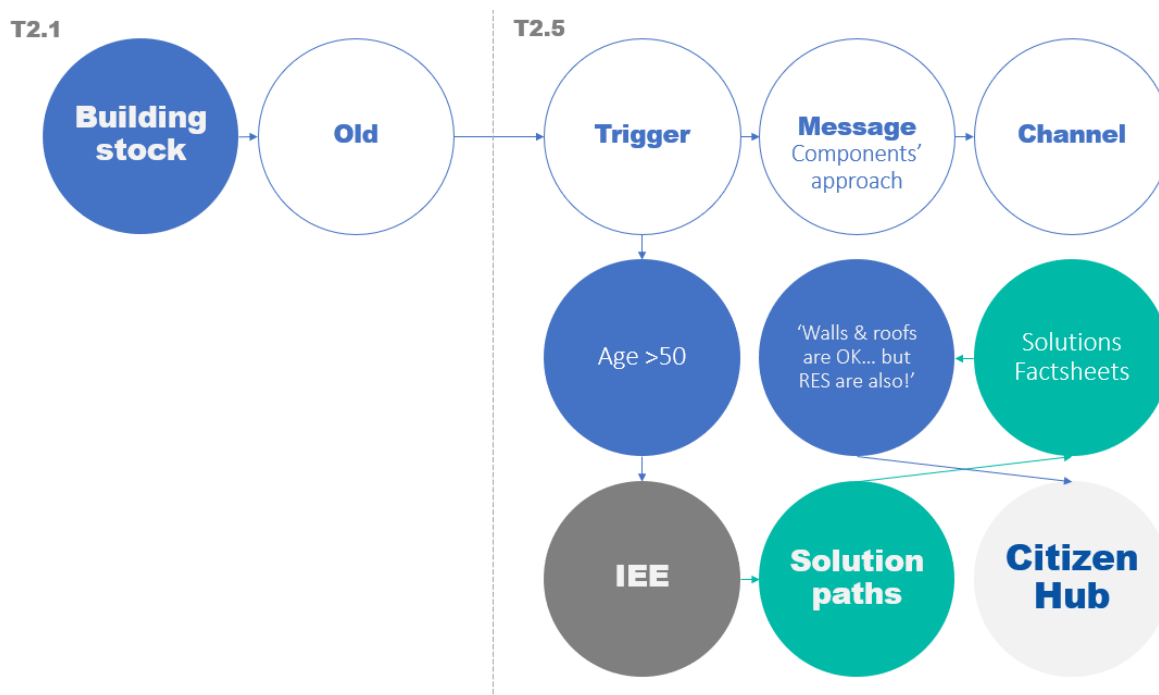 T2.1
T2.5
Building
stock
Old
Trigger
Message
Components’
approach
Channel
Age >50
‘Walls & roofs
are OK... but
RES are also!’
Solutions
Factsheets
IEE
Solution
paths
Citizen
Hub